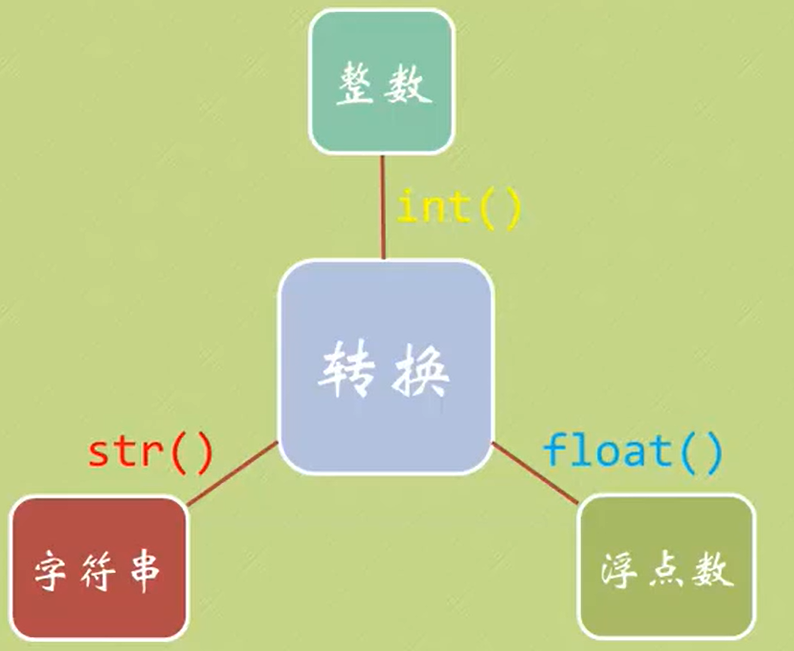 整数
int()
转换
str()
float()
字符串
浮点数